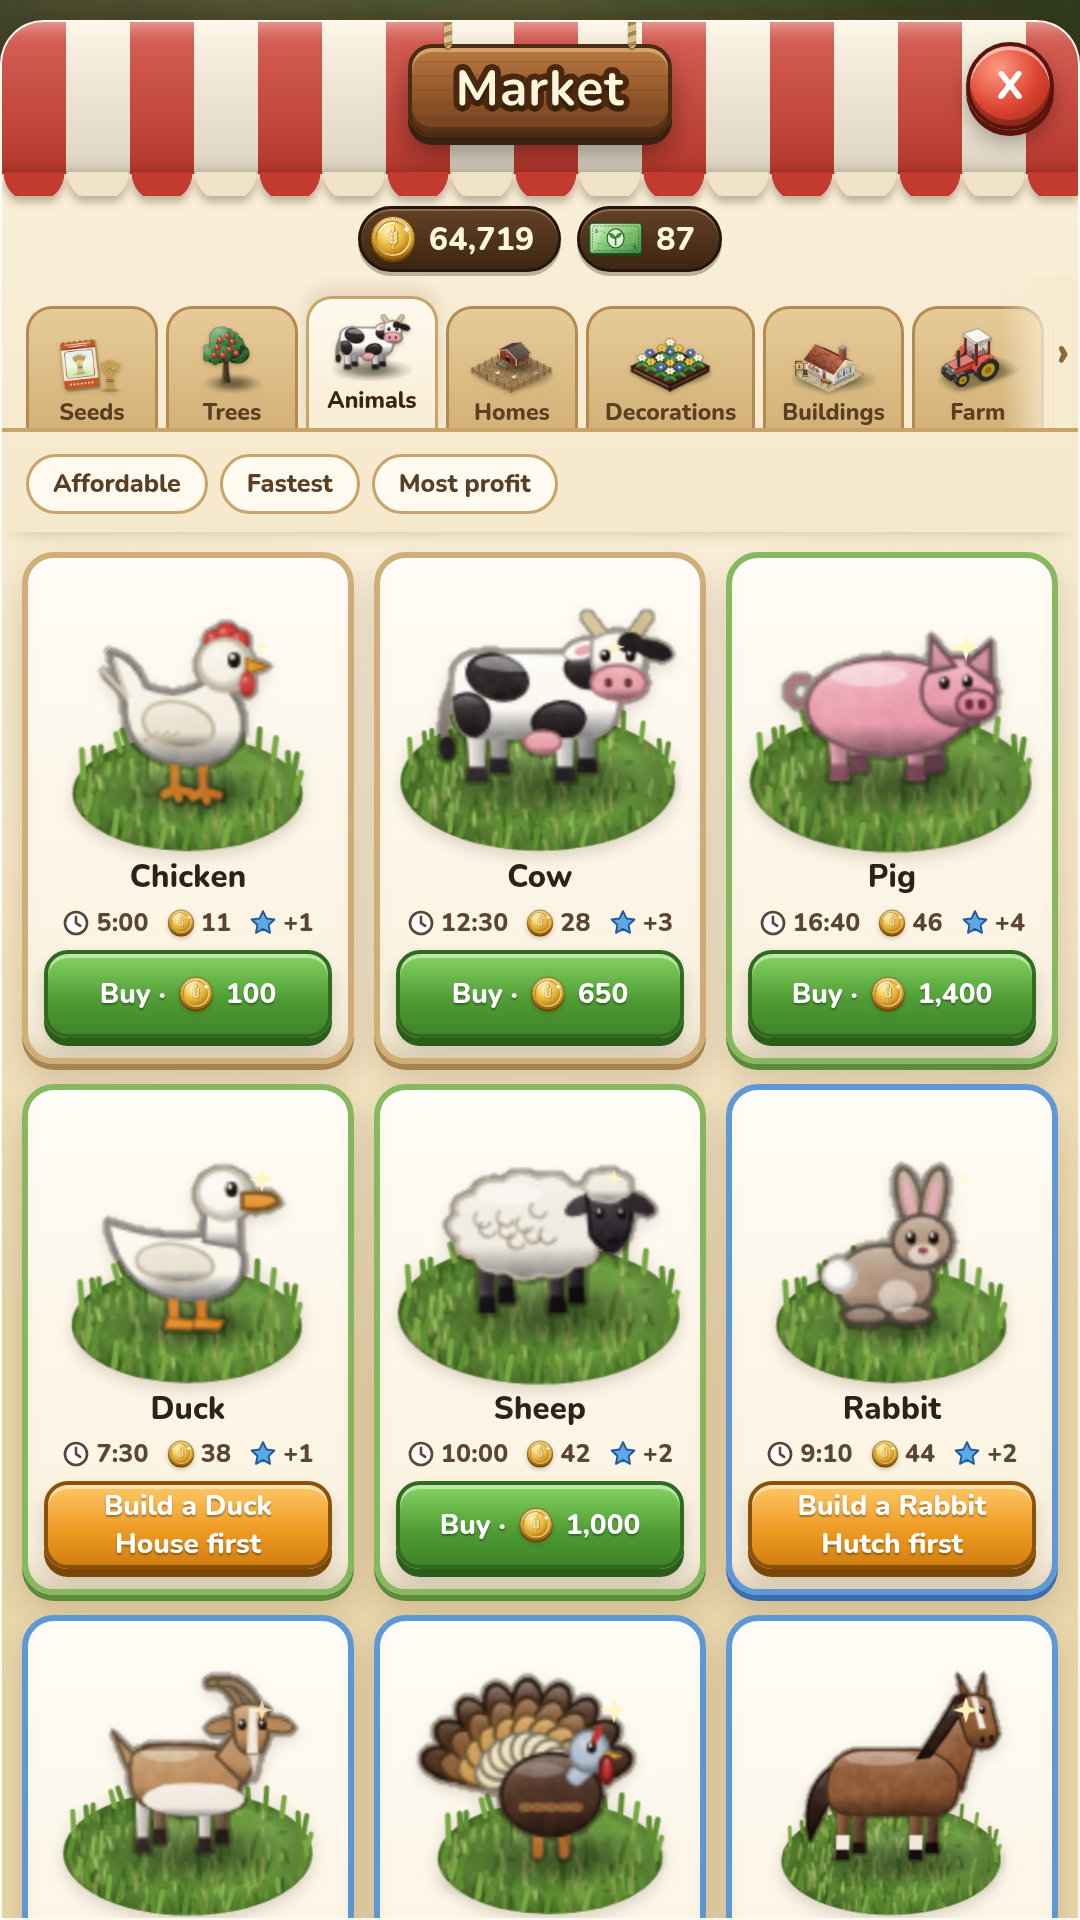 Market
X
64,719
87
Seeds
Trees
Animals
Homes
Decorations
Buildings
Farm
Affordable
Fastest
Most profit
Chicken
5:00 11 +1
Buy · 100
Cow
12:30 28 +3
Buy · 650
Pig
16:40 46 +4
Buy · 1,400
Duck
7:30 38 +1
Build a Duck
House first
Sheep
10:00 42 +2
Buy · 1,000
Rabbit
9:10 44 +2
Build a Rabbit
Hutch first